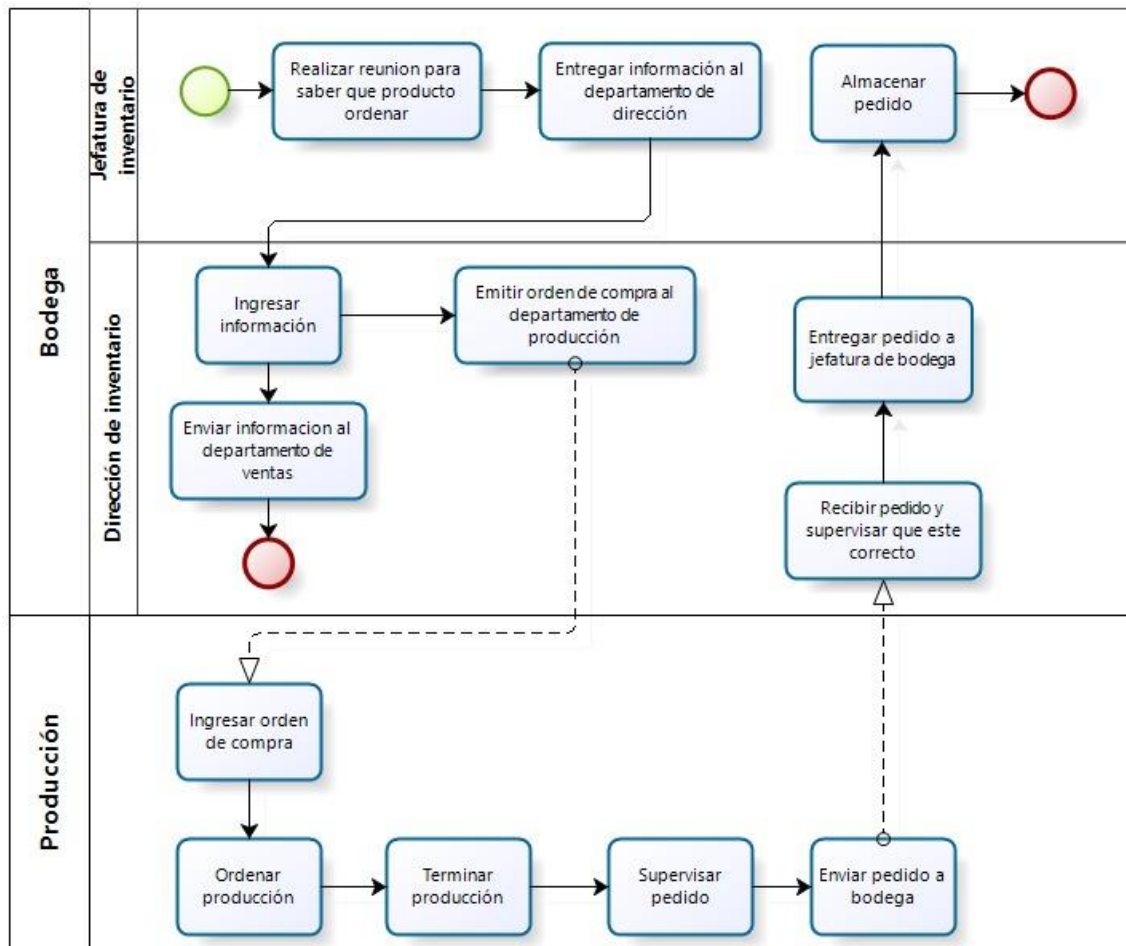 Bodega
Jefatura de
inventario
Realizar reunion para
saber que producto
ordenar
Entregar información al
departamento de
dirección
Almacenar
pedido
Dirección de inventario
Ingresar
información
Emitir orden de compra al
departamento de
producción
Entregar pedido a
jefatura de bodega
Enviar informacion al
departamento de
ventas
Recibir pedido y
supervisar que este
correcto
Producción
Ingresar orden
de compra
Ordenar
producción
Terminar
producción
Supervisar
pedido
Enviar pedido a
bodega